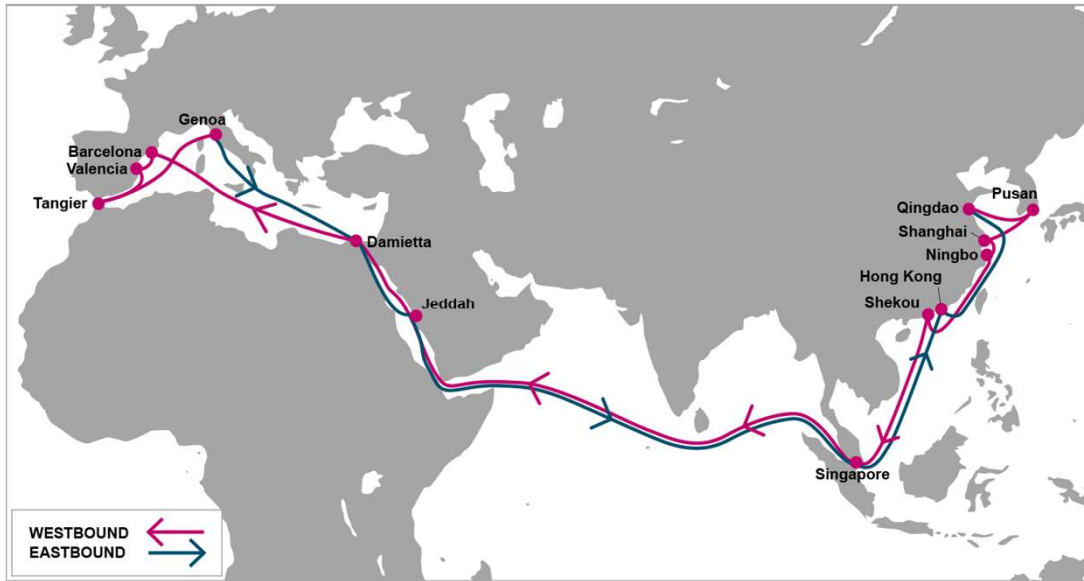 Genoa
Barcelona
Valencia
Tangier
Damietta
Jeddah
Pusan
Qingdao
Shanghai
Ningbo
Hong Kong
Shekou
Singapore
WESTBOUND
EASTBOUND